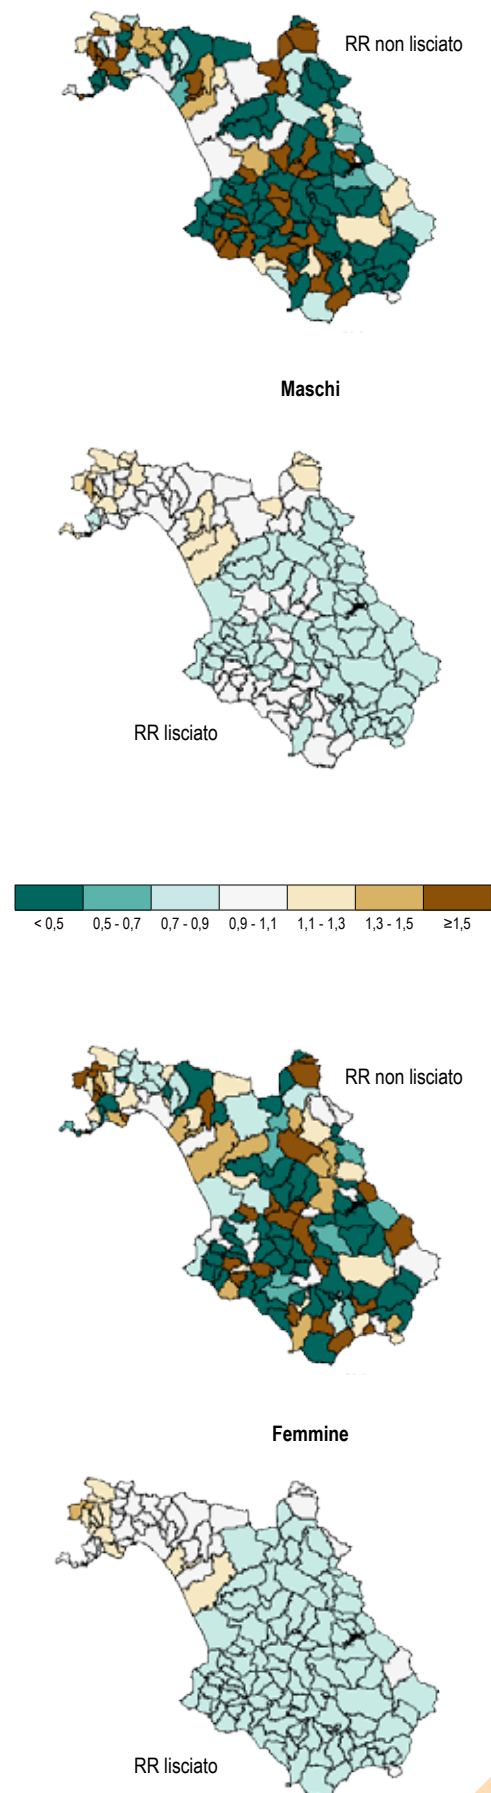 RR non lisciato
Maschi
RR lisciato
< 0,5 0,5 - 0,7 0,7 - 0,9 0,9 - 1,1 1,1 - 1,3 1,3 - 1,5 ≥1,5
RR non lisciato
Femmine
RR lisciato